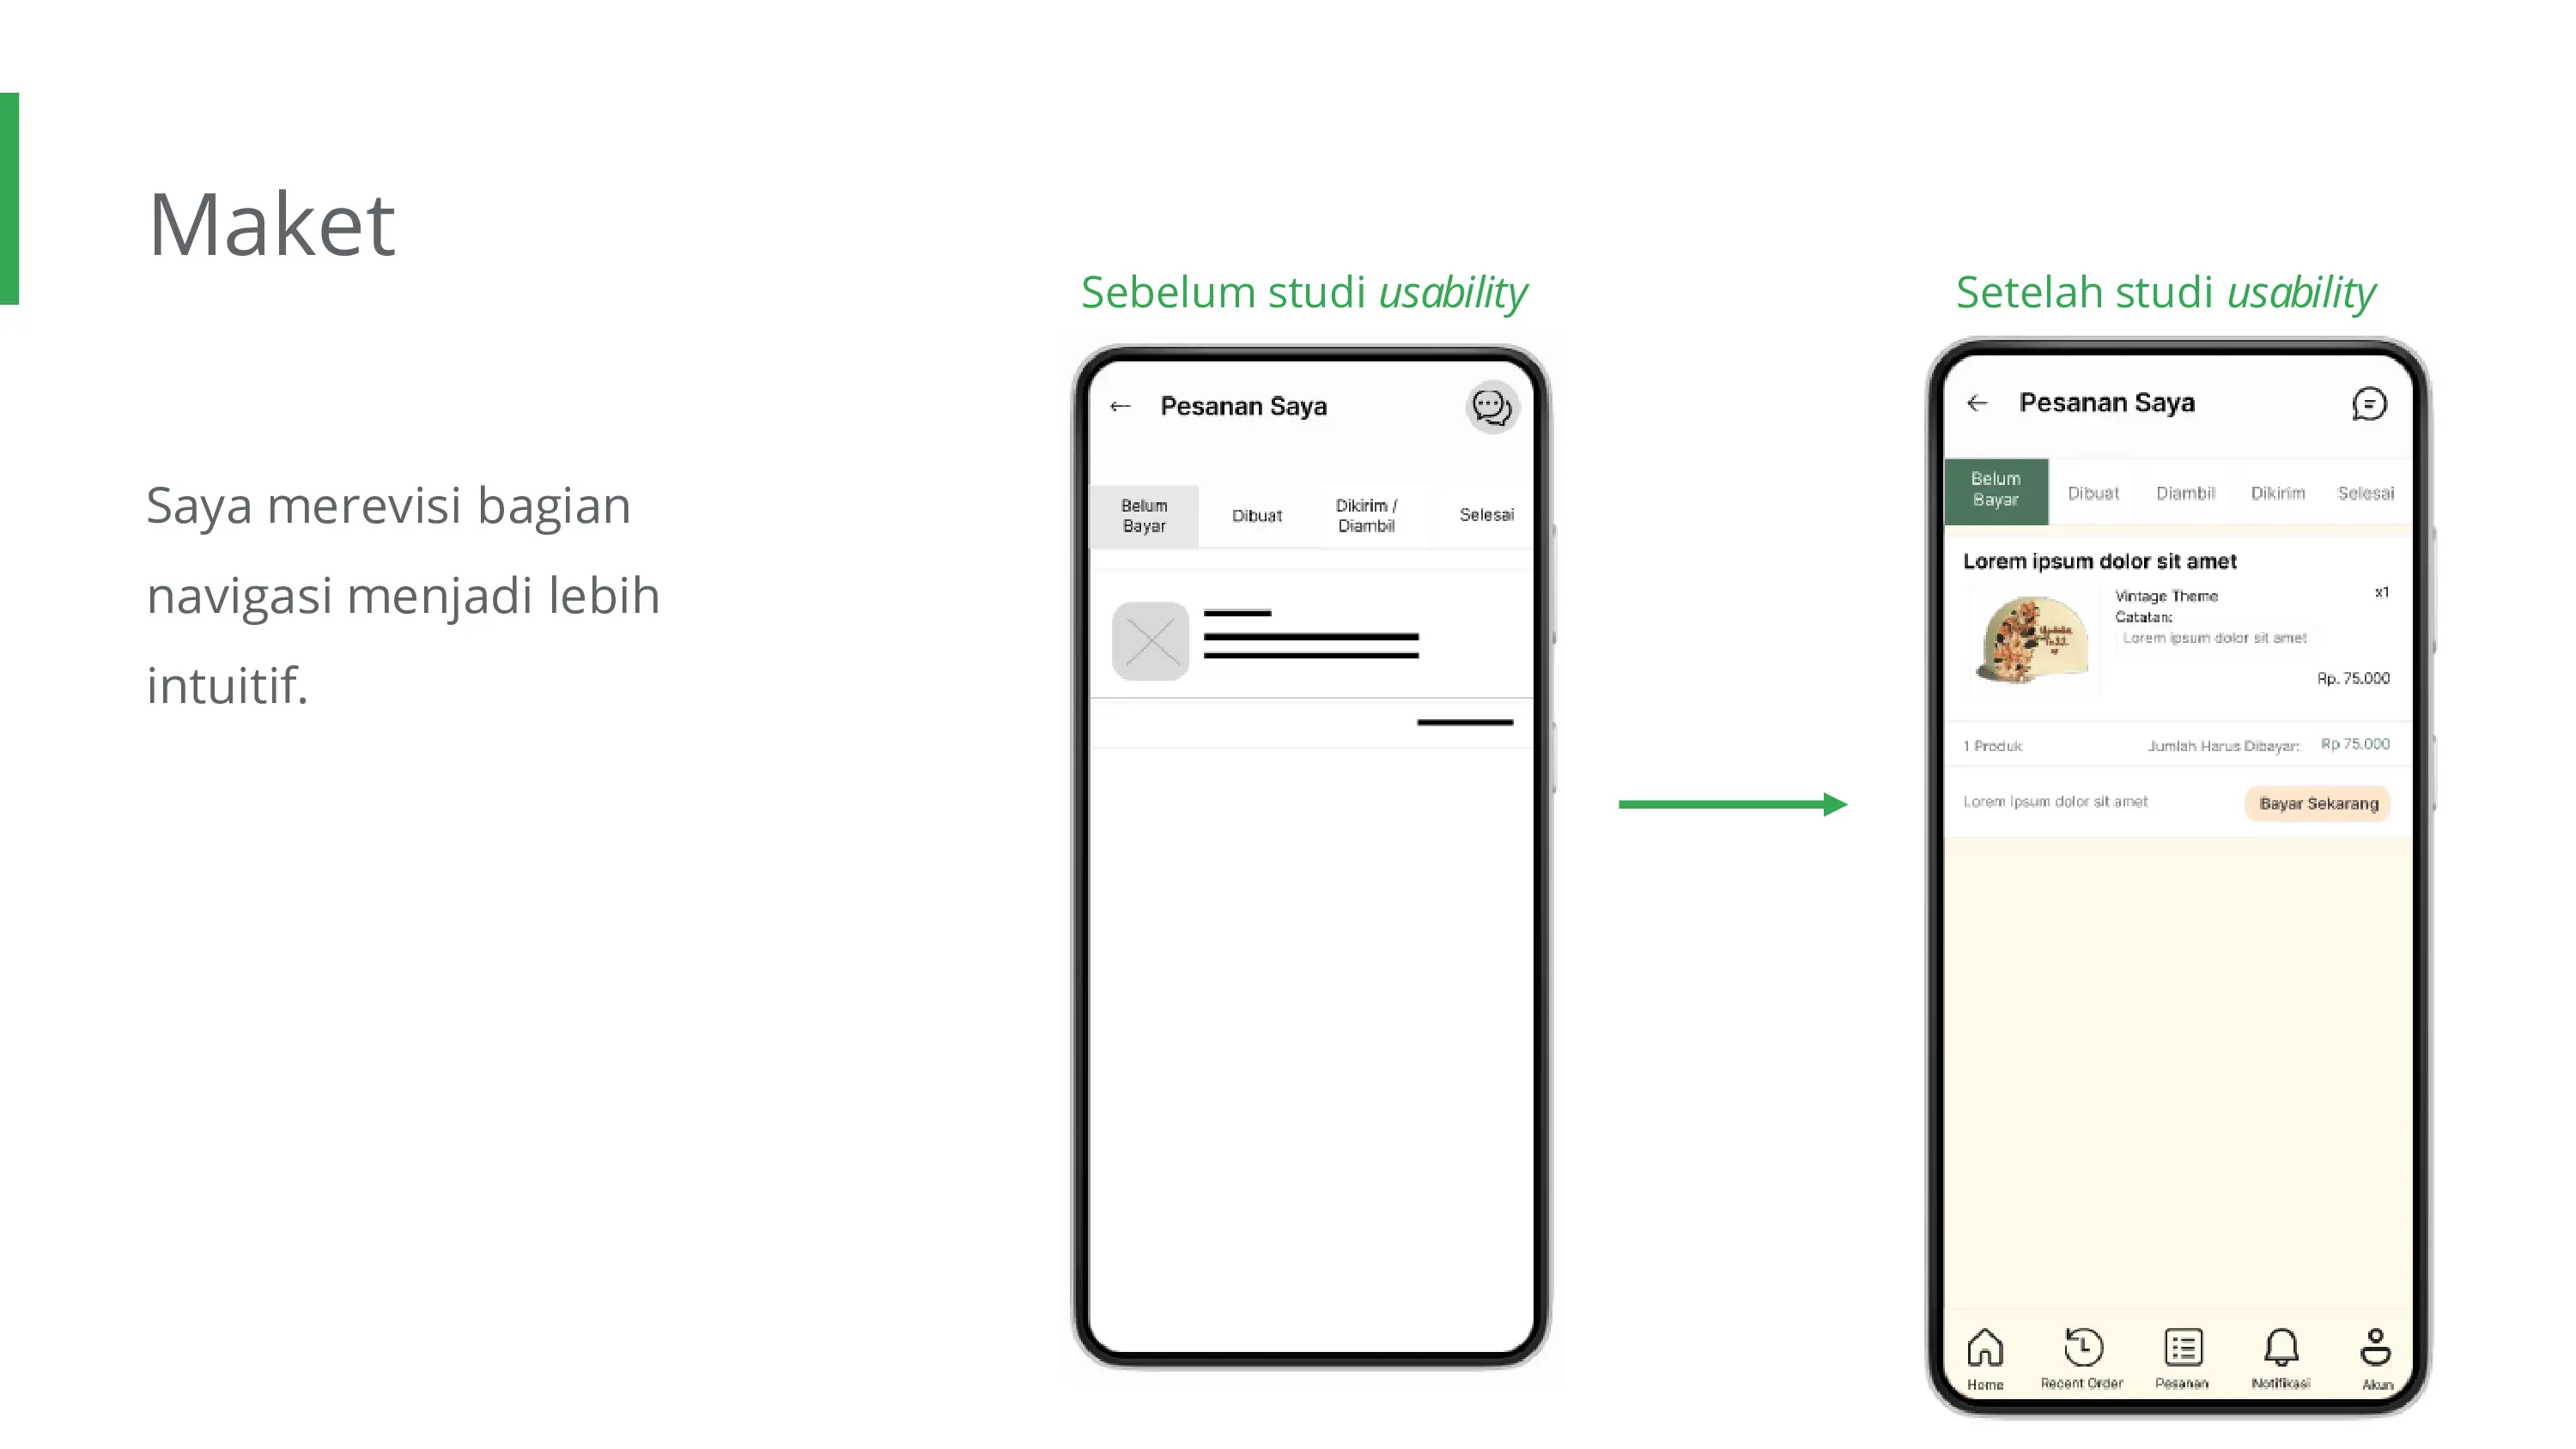 Maket
Saya merevisi bagian
navigasi menjadi lebih
intuitif.
Sebelum studi usability
Pesanan Saya
Belum
Bayar
Dibuat
Dikirim /
Diambil
Selesai
Setelah studi usability
Pesanan Saya
Belum
Bayar
Dibuat
Diambil
Dikirim
Selesai
Lorem ipsum dolor sit amet
Vintage Theme
x1
Catatan:
Lorem ipsum dolor sit amet
Rp. 75.000
1 Produk
Jumlah Harus Dibayar:
Rp 75.000
Lorem ipsum dolor sit amet
Bayar Sekarang
Home
Recent Order
Pesanan
Notifikasi
Akun